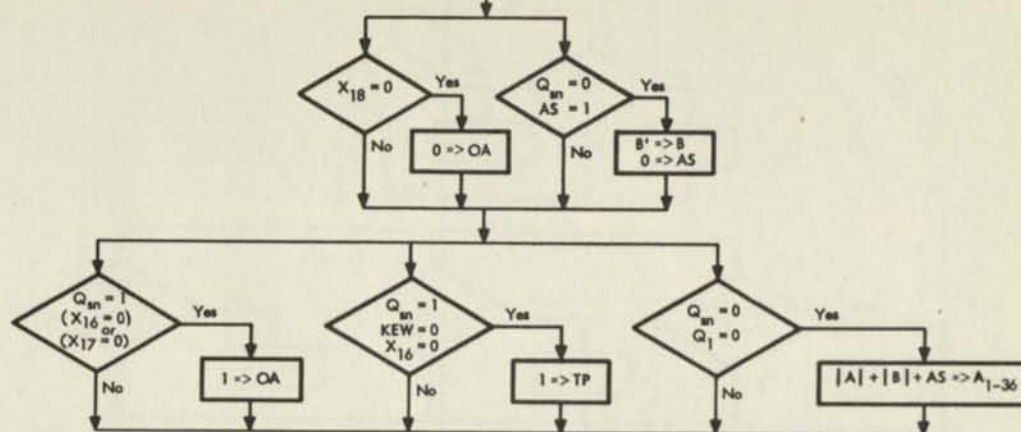 X18 = 0
Yes
No
0 => OA
Qsn = 0
AS = 1
Yes
No
B' => B
0 => AS
Qsn = 1
(X16 = 0)
or
(X17 = 0)
Yes
No
1 => OA
Qsn = 1
KEW = 0
X16 = 0
Yes
No
1 => TP
Qsn = 0
Q1 = 0
Yes
No
|A| + |B| + AS => A1-36